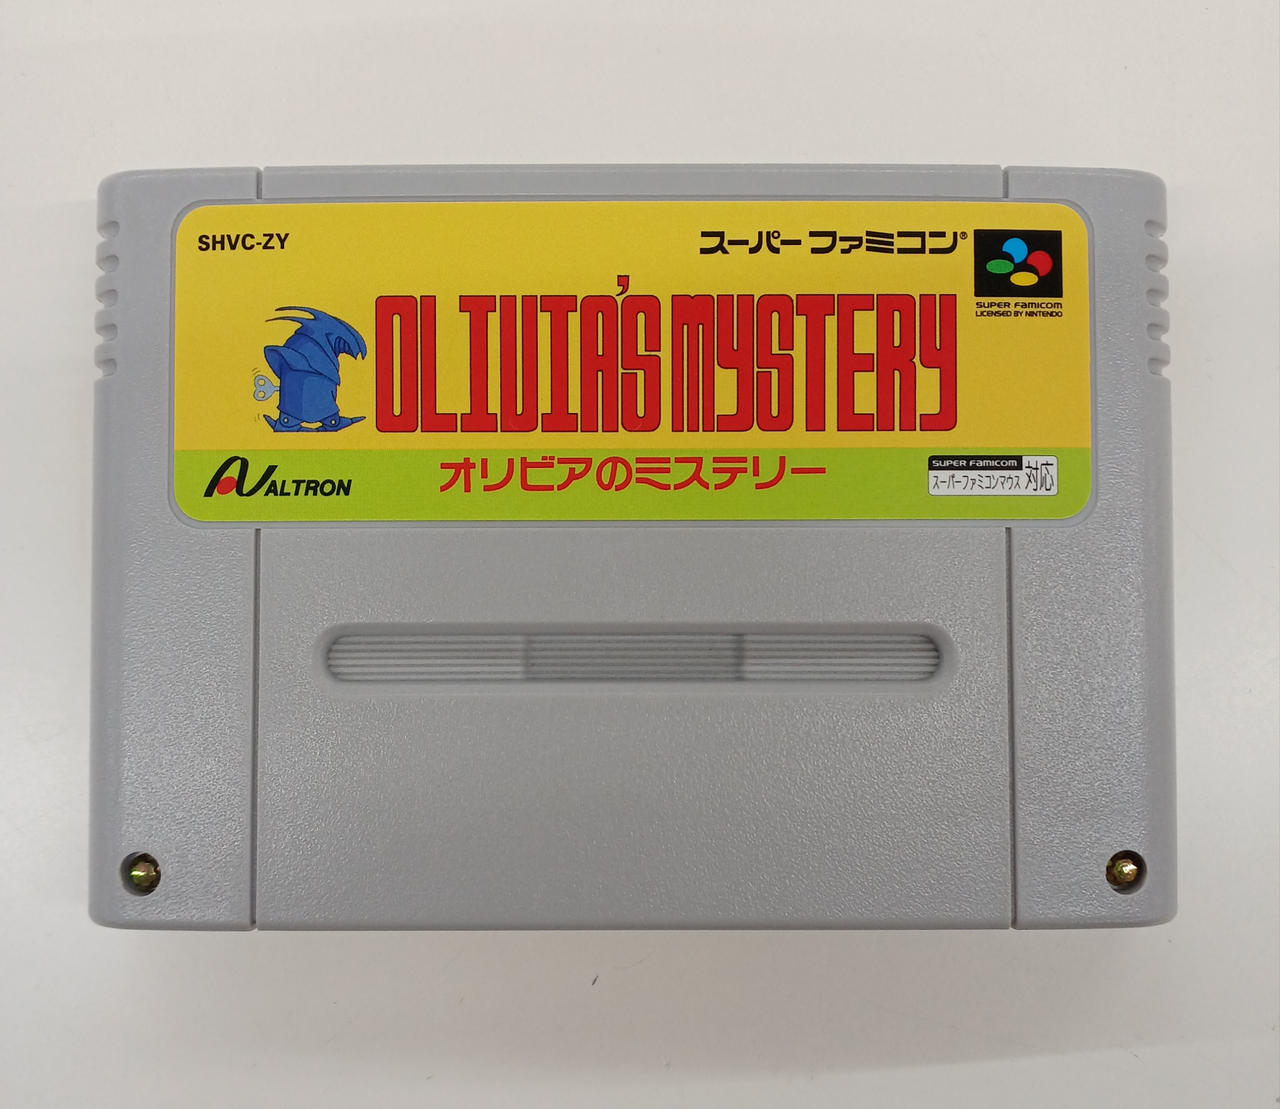 SHVC-ZY
スーパーファミコン®
SUPER FAMICOM
LICENSED BY NINTENDO
OLIVIA'S MYSTERY
ALTRON
オリビアのミステリー
SUPER FAMICOM
スーパーファミコンマウス対応